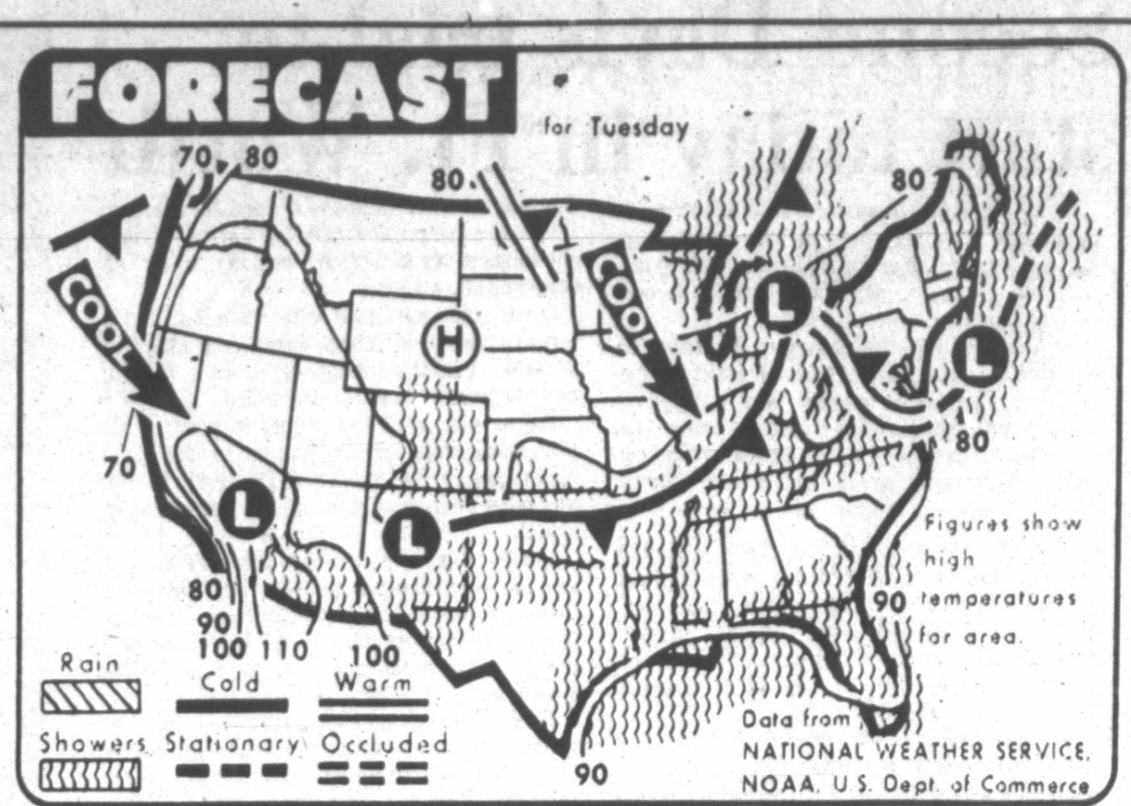 FORECAST
for Tuesday
70 80
80
80
COOL
COOL
L
H
L
70
80
L
L
Figures show
high
temperatures
for area.
80
90
90
100 110 100
Rain
Cold
Warm
Showers Stationary Occluded
90
Data from
NATIONAL WEATHER SERVICE,
NOAA, U.S. Dept. of Commerce